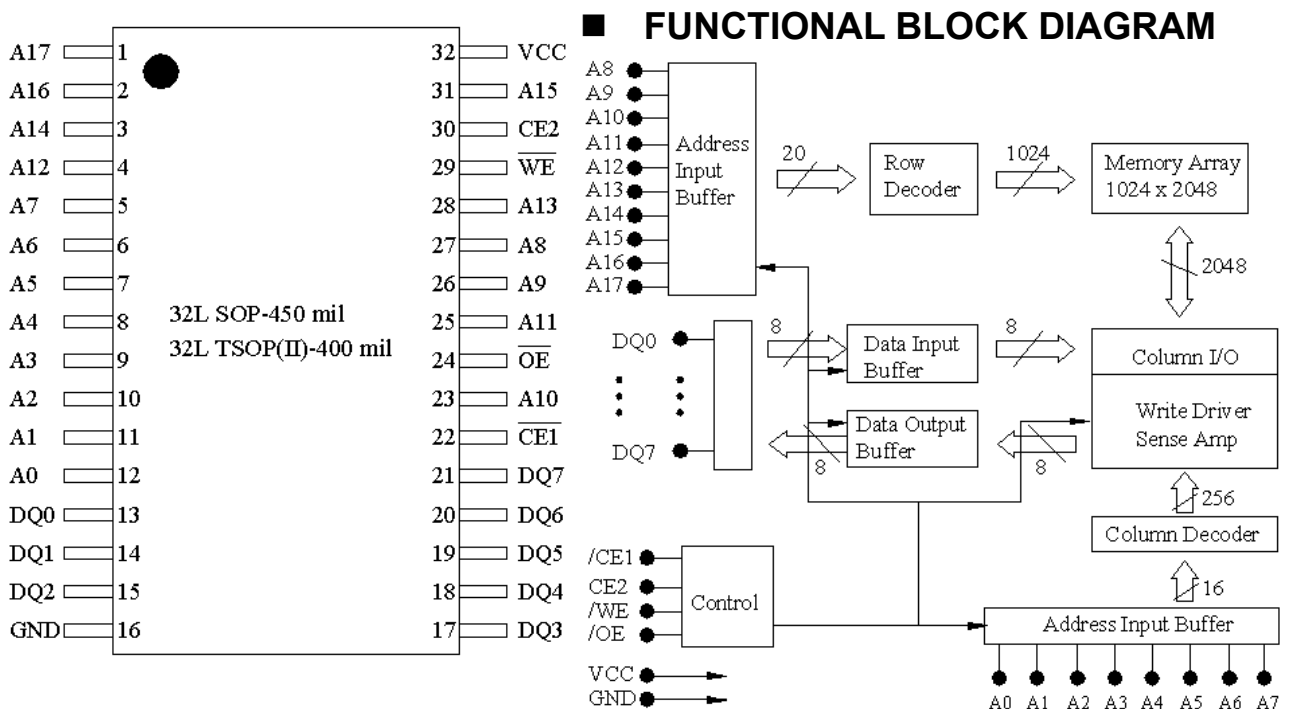 ■ FUNCTIONAL BLOCK DIAGRAM
A17 1
A16 2
A14 3
A12 4
A7 5
A6 6
A5 7
A4 8
A3 9
A2 10
A1 11
A0 12
DQ0 13
DQ1 14
DQ2 15
GND 16
32L SOP-450 mil
32L TSOP(II)-400 mil
32 VCC
31 A15
30 CE2
29 WE
28 A13
27 A8
26 A9
25 A11
24 OE
23 A10
22 CE1
21 DQ7
20 DQ6
19 DQ5
18 DQ4
17 DQ3
A8
A9
A10
A11
A12
A13
A14
A15
A16
A17
Address
Input
Buffer
20
Row
Decoder
1024
Memory Array
1024 x 2048
2048
DQ0
DQ7
8
Data Input
Buffer
8
Column I/O
Write Driver
Sense Amp
8
Data Output
Buffer
8
256
Column Decoder
16
Address Input Buffer
A0 A1 A2 A3 A4 A5 A6 A7
/CE1
CE2
/WE
/OE
Control
VCC
GND